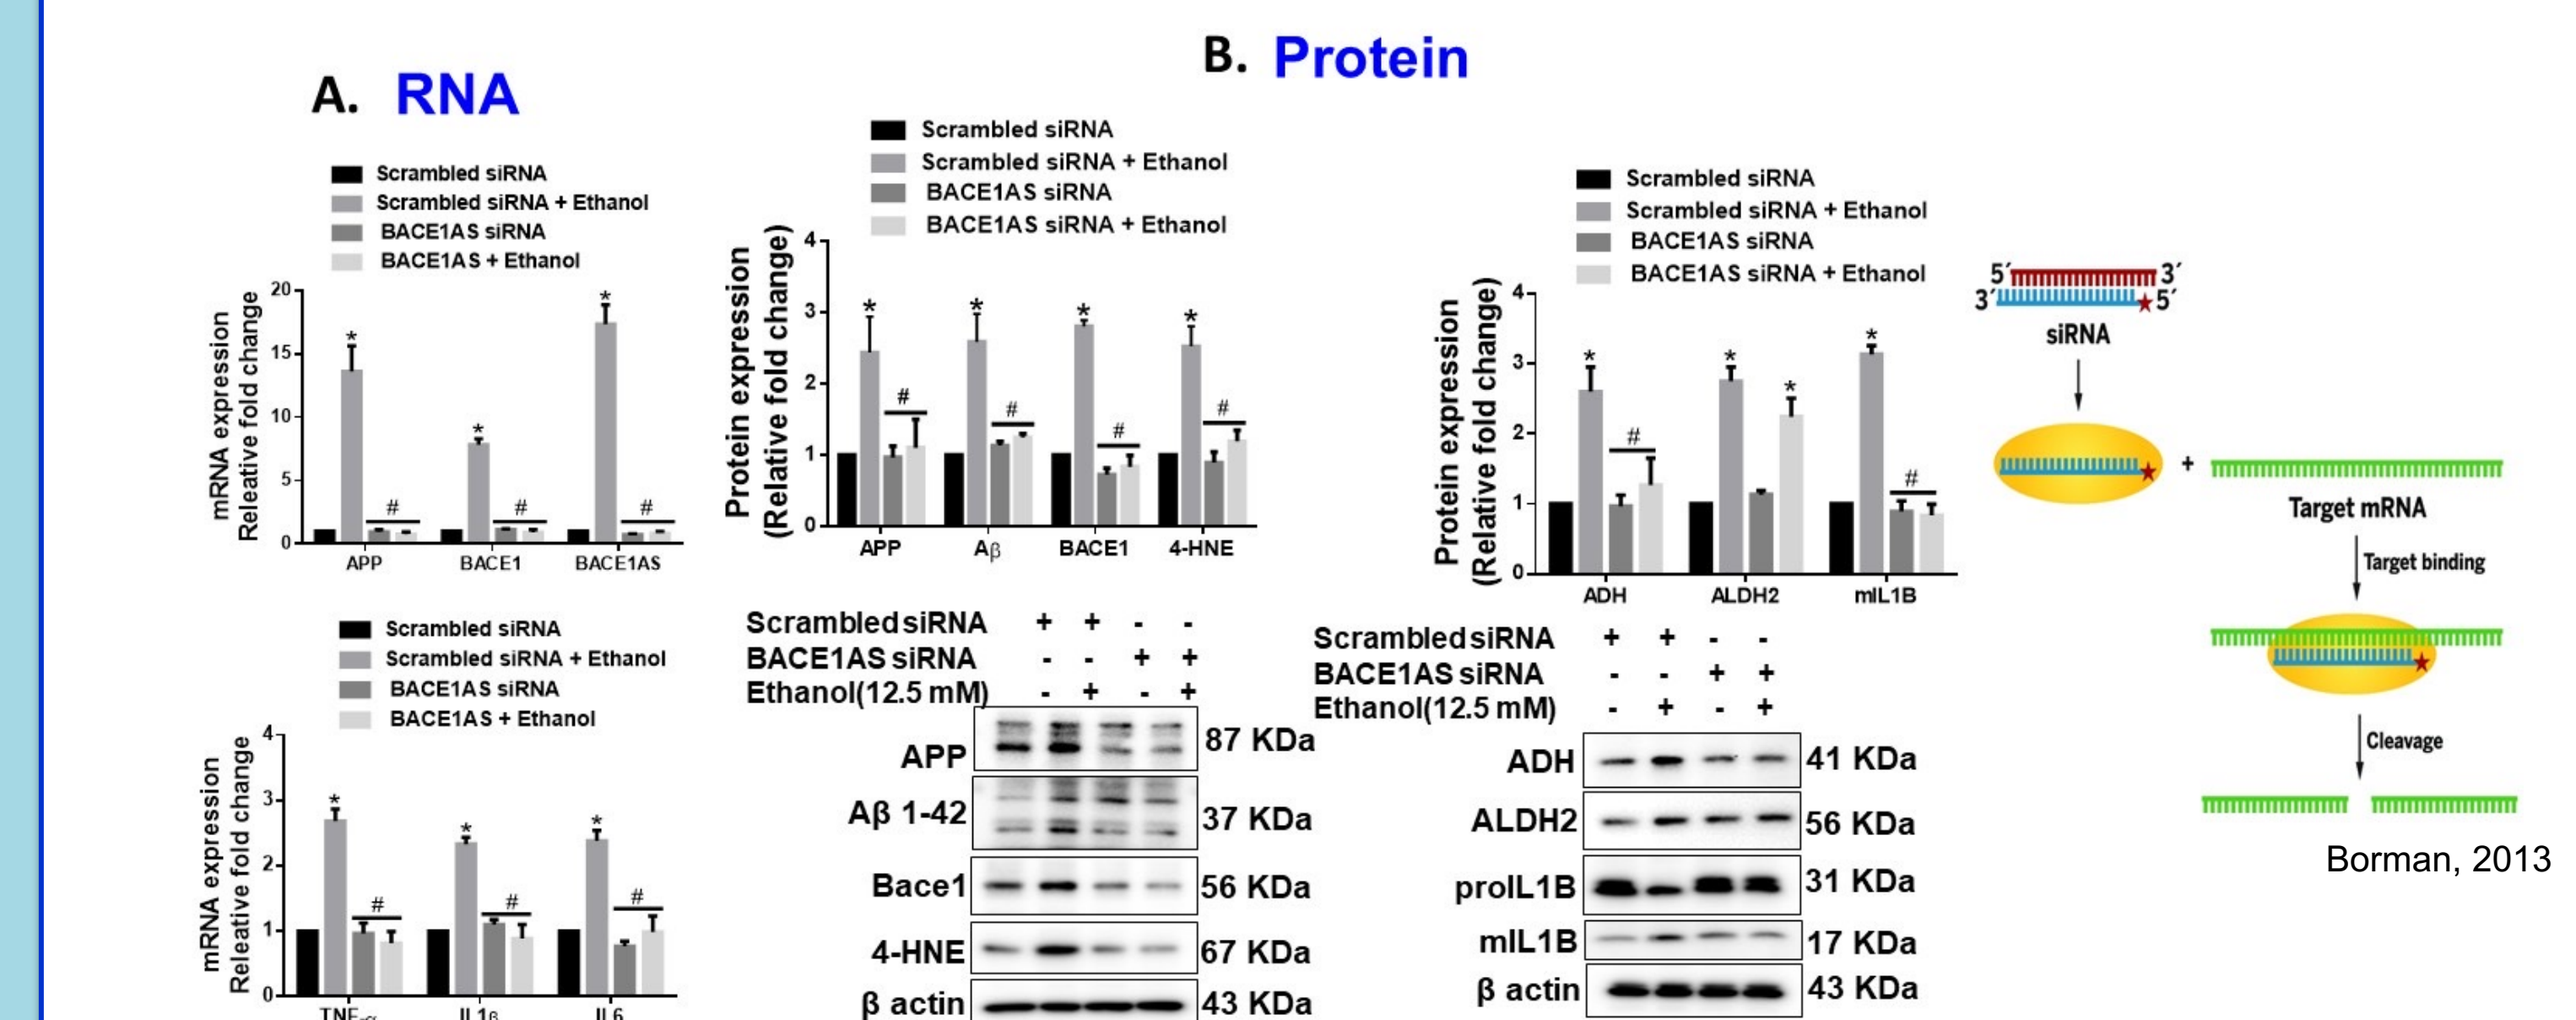 A. RNA
Scrambled siRNA
Scrambled siRNA + Ethanol
BACE1AS siRNA
BACE1AS + Ethanol
mRNA expression
Releative fold change
20
15
10
5
0
*
*
*
#
#
#
APP
BACE1
BACE1AS
Scrambled siRNA
Scrambled siRNA + Ethanol
BACE1AS siRNA
BACE1AS + Ethanol
mRNA expression
Releative fold change
4
3
2
1
0
*
*
*
#
#
#
TNF-α
IL1β
IL6
B. Protein
Scrambled siRNA
Scrambled siRNA + Ethanol
BACE1AS siRNA
BACE1AS siRNA + Ethanol
Protein expression
(Relative fold change)
4
3
2
1
0
*
*
*
*
#
#
#
#
APP
Aβ
BACE1
4-HNE
Scrambled siRNA + + - -
BACE1AS siRNA - - + +
Ethanol(12.5 mM) - + - +
APP 87 KDa
Aβ 1-42 37 KDa
Bace1 56 KDa
4-HNE 67 KDa
β actin 43 KDa
Scrambled siRNA
Scrambled siRNA + Ethanol
BACE1AS siRNA
BACE1AS siRNA + Ethanol
Protein expression
(Relative fold change)
4
3
2
1
0
*
*
*
*
#
#
ADH
ALDH2
mIL1B
Scrambled siRNA + + - -
BACE1AS siRNA - - + +
Ethanol(12.5 mM) - + - +
ADH 41 KDa
ALDH2 56 KDa
proIL1B 31 KDa
mIL1B 17 KDa
β actin 43 KDa
5´ 3´
3´ 5´
siRNA
+
Target mRNA
Target binding
Cleavage
Borman, 2013